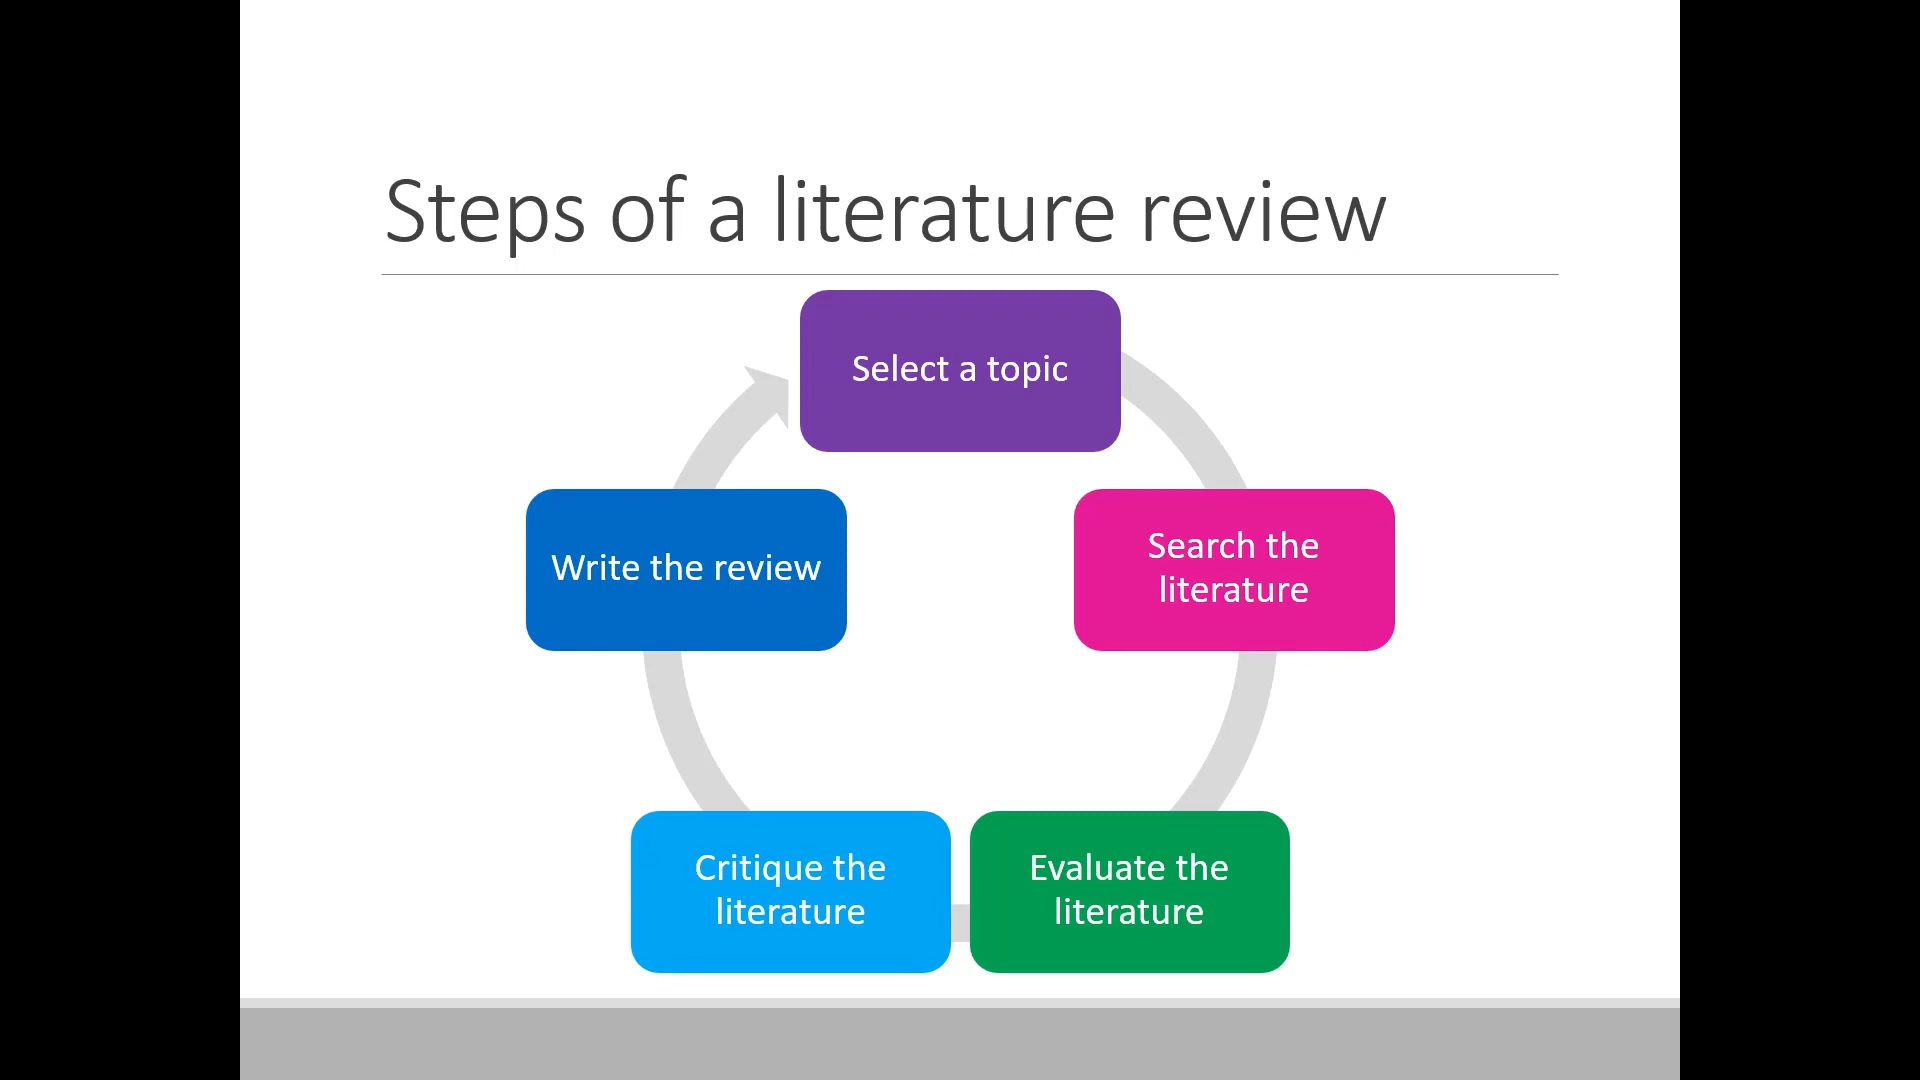 Steps of a literature review
Select a topic
Search the
literature
Evaluate the
literature
Critique the
literature
Write the review